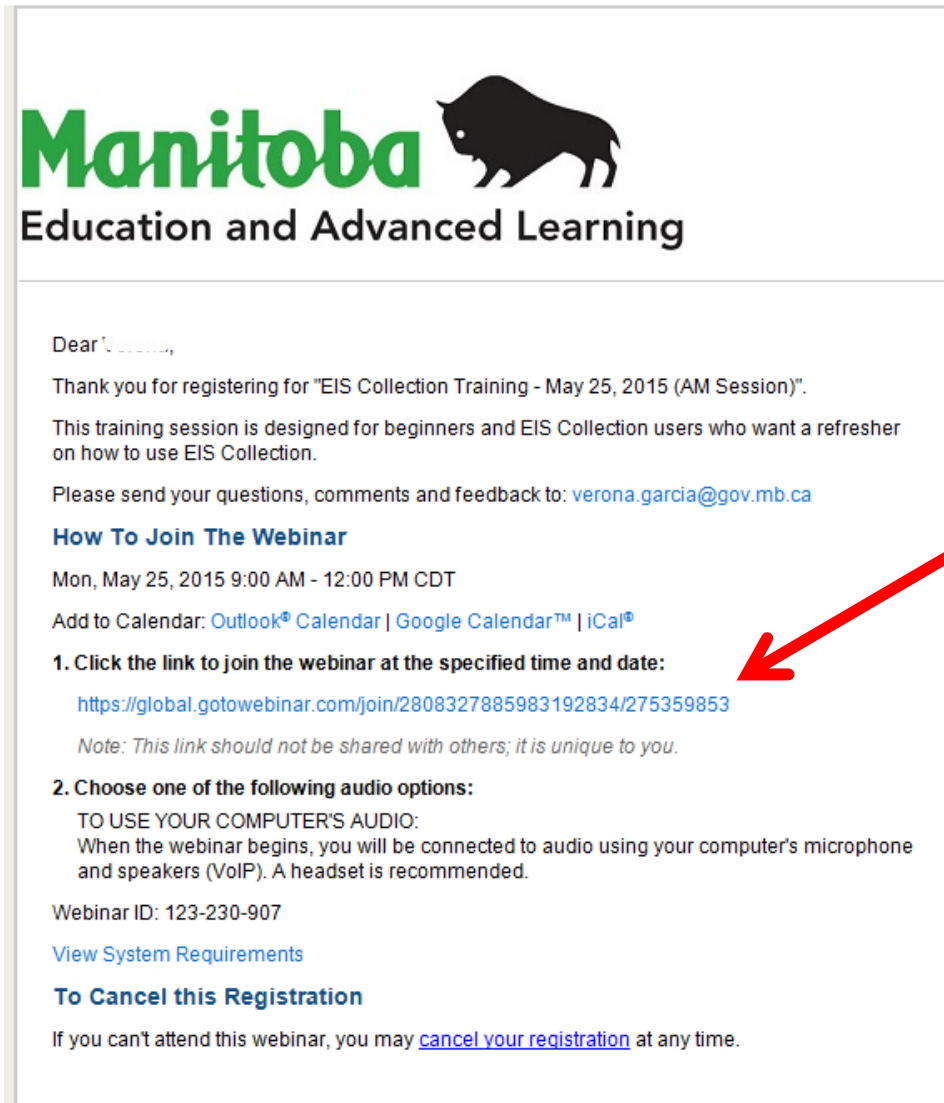 Manitoba
Education and Advanced Learning
Dear
Thank you for registering for "EIS Collection Training - May 25, 2015 (AM Session)".
This training session is designed for beginners and EIS Collection users who want a refresher
on how to use EIS Collection.
Please send your questions, comments and feedback to: verona.garcia@gov.mb.ca
How To Join The Webinar
Mon, May 25, 2015 9:00 AM - 12:00 PM CDT
Add to Calendar: Outlook® Calendar | Google Calendar™ | iCal®
1. Click the link to join the webinar at the specified time and date:
https://global.gotowebinar.com/join/2808327885983192834/275359853
Note: This link should not be shared with others; it is unique to you.
2. Choose one of the following audio options:
TO USE YOUR COMPUTER'S AUDIO:
When the webinar begins, you will be connected to audio using your computer's microphone
and speakers (VoIP). A headset is recommended.
Webinar ID: 123-230-907
View System Requirements
To Cancel this Registration
If you can't attend this webinar, you may cancel your registration at any time.